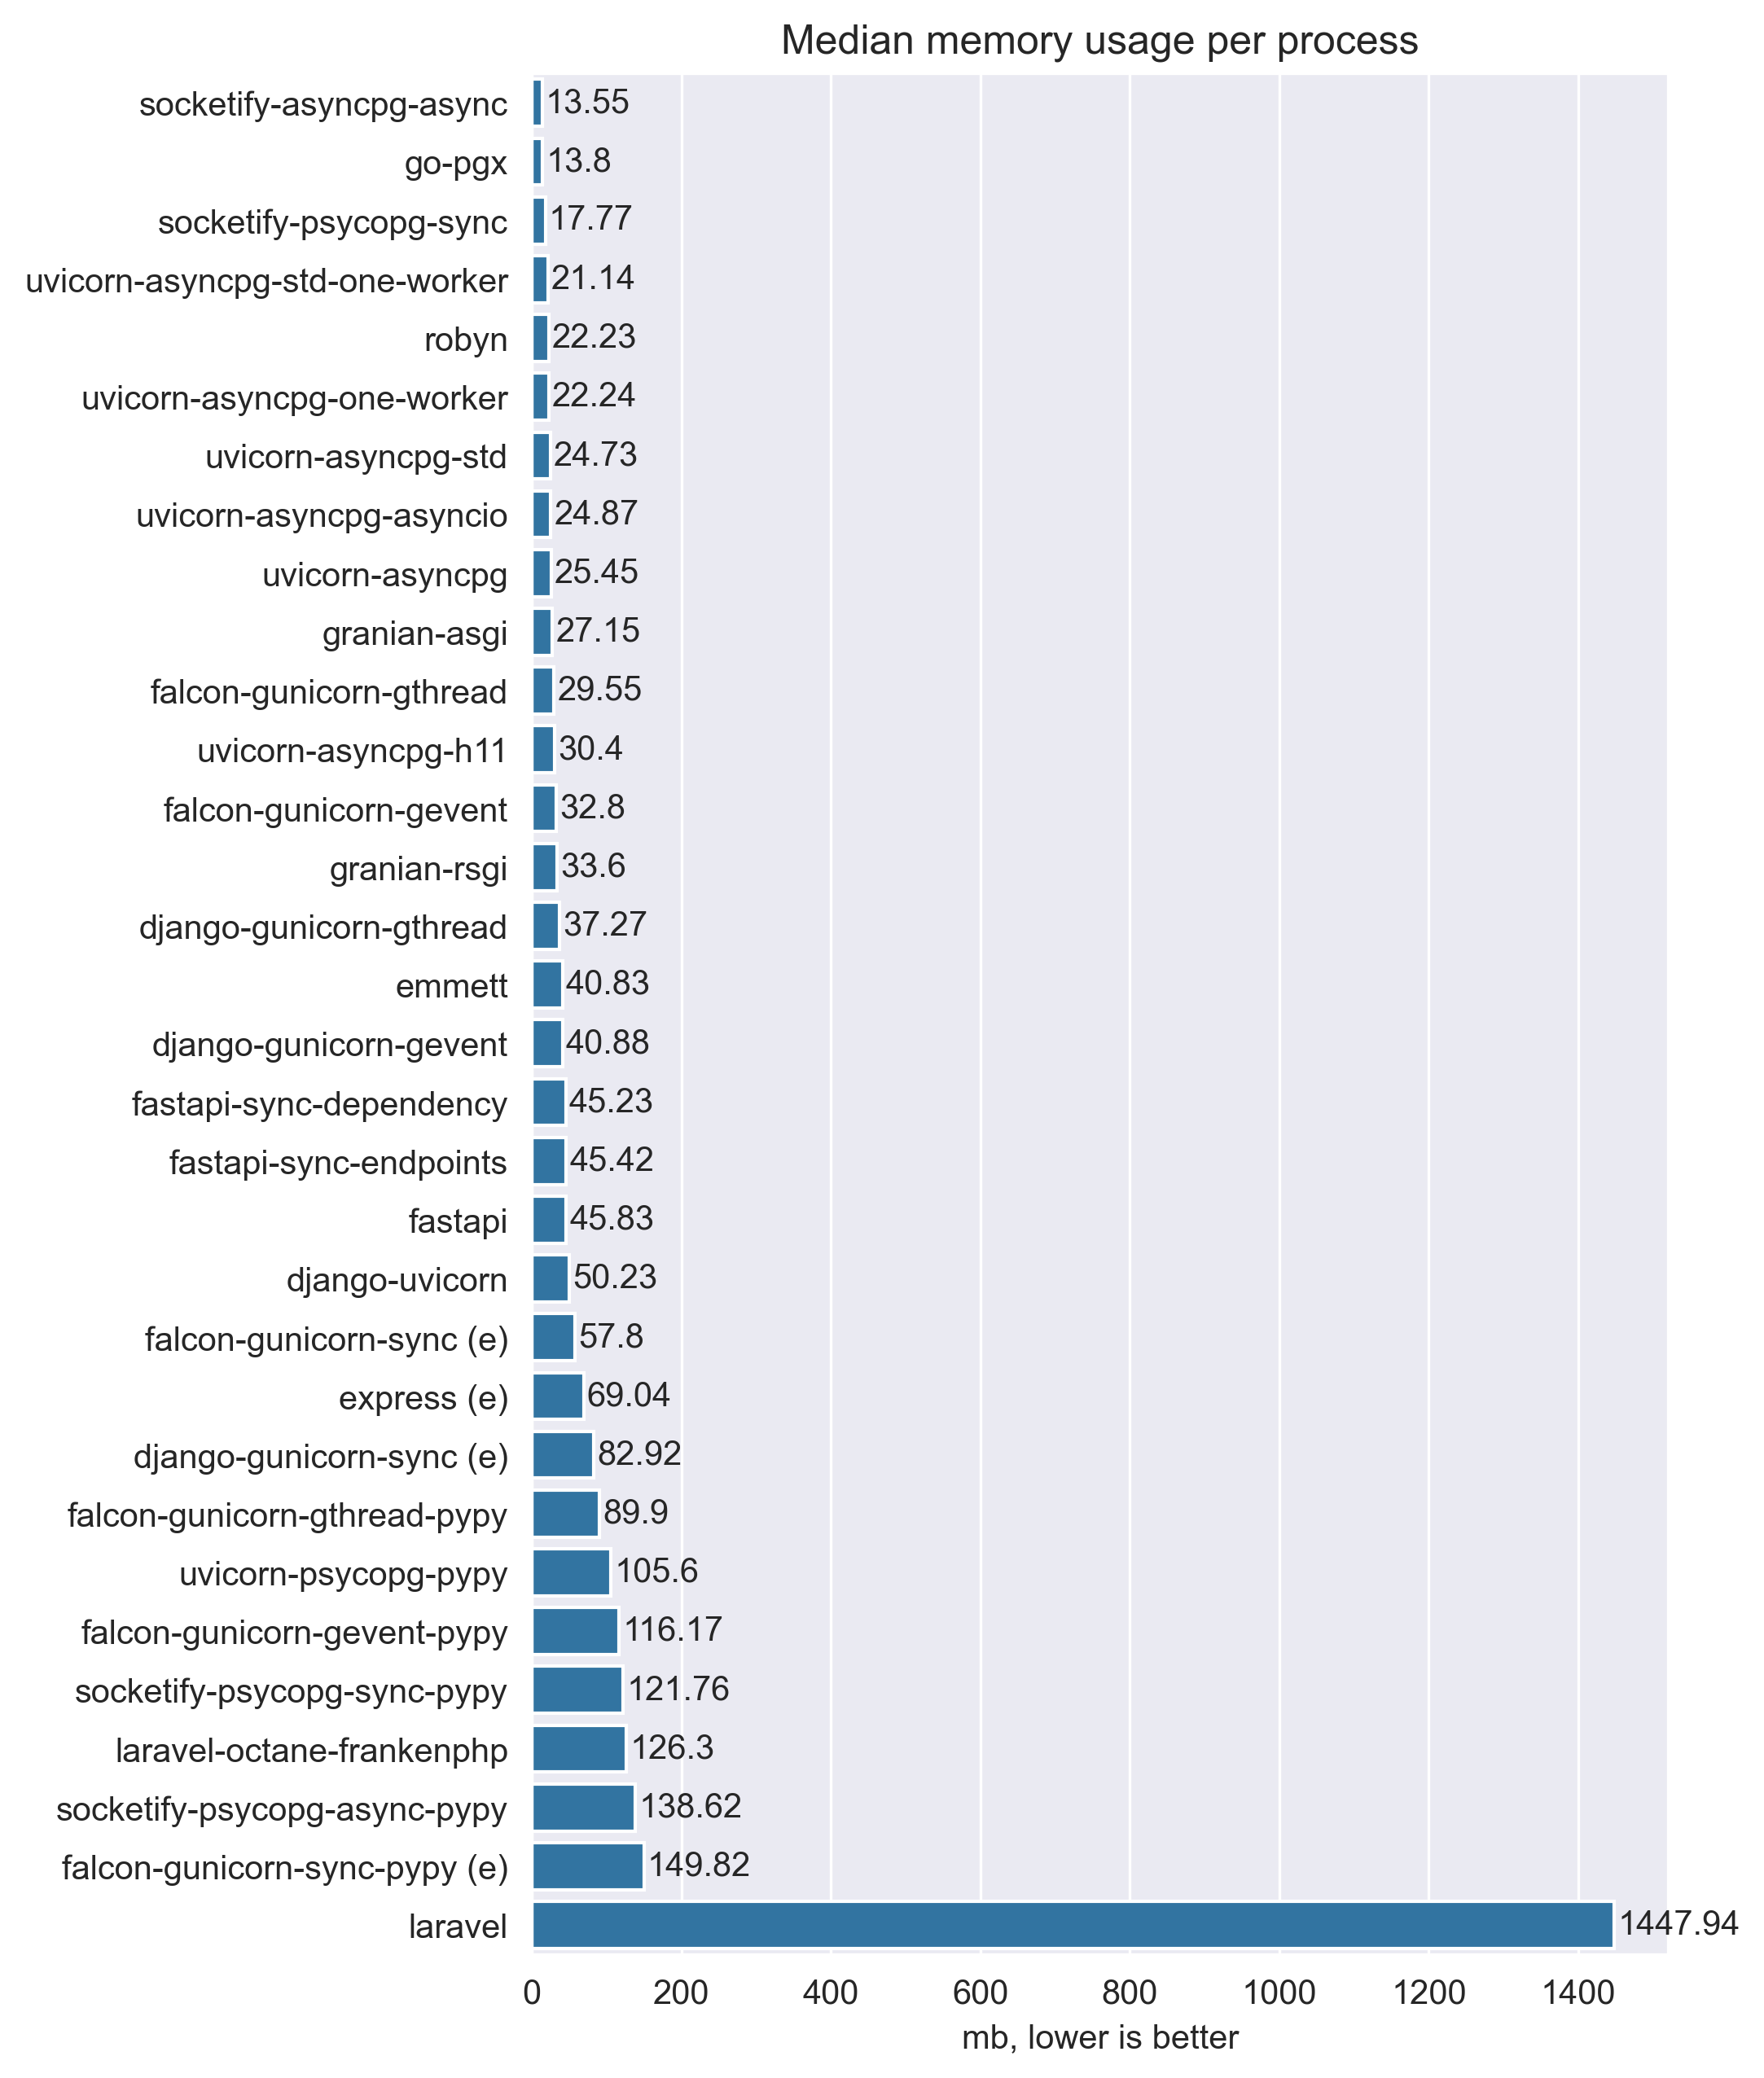 Median memory usage per process
socketify-asyncpg-async 13.55
go-pgx 13.8
socketify-psycopg-sync 17.77
uvicorn-asyncpg-std-one-worker 21.14
robyn 22.23
uvicorn-asyncpg-one-worker 22.24
uvicorn-asyncpg-std 24.73
uvicorn-asyncpg-asyncio 24.87
uvicorn-asyncpg 25.45
granian-asgi 27.15
falcon-gunicorn-gthread 29.55
uvicorn-asyncpg-h11 30.4
falcon-gunicorn-gevent 32.8
granian-rsgi 33.6
django-gunicorn-gthread 37.27
emmett 40.83
django-gunicorn-gevent 40.88
fastapi-sync-dependency 45.23
fastapi-sync-endpoints 45.42
fastapi 45.83
django-uvicorn 50.23
falcon-gunicorn-sync (e) 57.8
express (e) 69.04
django-gunicorn-sync (e) 82.92
falcon-gunicorn-gthread-pypy 89.9
uvicorn-psycopg-pypy 105.6
falcon-gunicorn-gevent-pypy 116.17
socketify-psycopg-sync-pypy 121.76
laravel-octane-frankenphp 126.3
socketify-psycopg-async-pypy 138.62
falcon-gunicorn-sync-pypy (e) 149.82
laravel 1447.94
0 200 400 600 800 1000 1200 1400
mb, lower is better